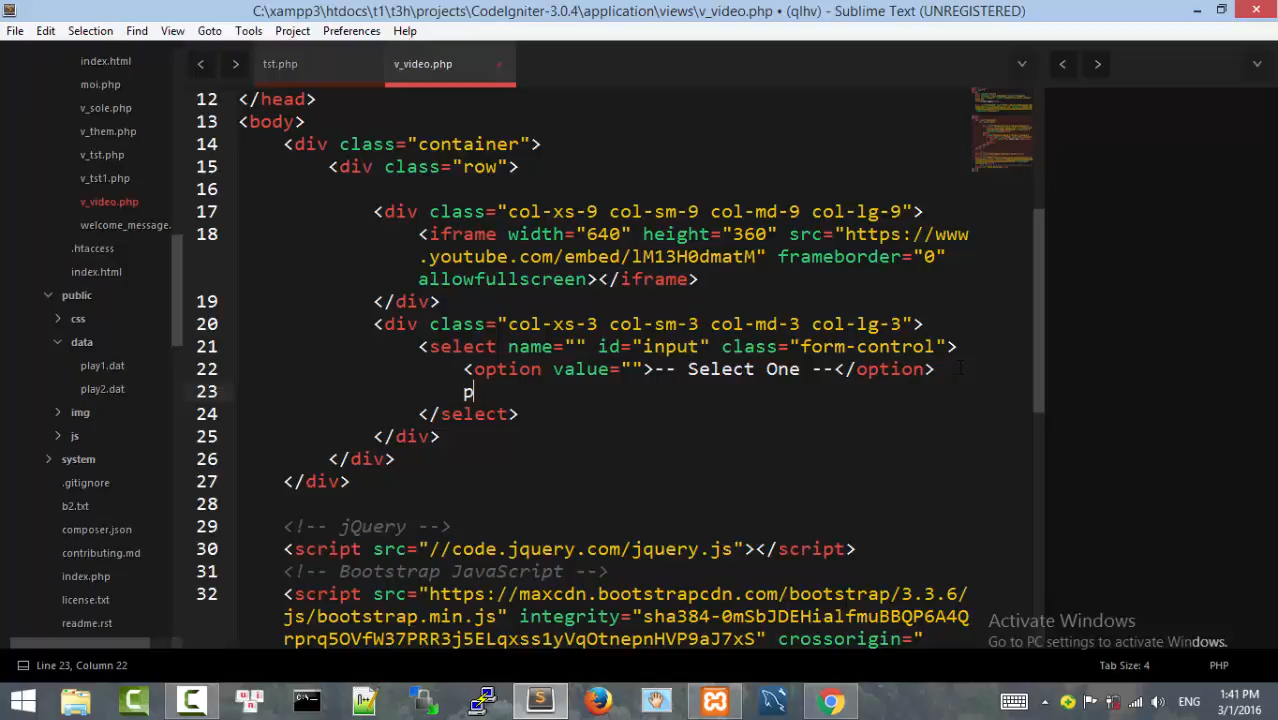 C:\xampp3\htdocs\t1\t3h\projects\CodeIgniter-3.0.4\application\views\v_video.php • (qlhv) - Sublime Text (UNREGISTERED)
File Edit Selection Find View Goto Tools Project Preferences Help
tst.php
v_video.php
index.html
moi.php
v_sole.php
v_them.php
v_tst.php
v_tst1.php
v_video.php
welcome_message.
.htaccess
index.html
public
css
data
play1.dat
play2.dat
img
js
system
.gitignore
b2.txt
composer.json
contributing.md
index.php
license.txt
readme.rst
12 </head>
13 <body>
14 <div class="container">
15 <div class="row">
16
17 <div class="col-xs-9 col-sm-9 col-md-9 col-lg-9">
18 <iframe width="640" height="360" src="https://www
.youtube.com/embed/lM13H0dmatM" frameborder="0"
allowfullscreen></iframe>
19 </div>
20 <div class="col-xs-3 col-sm-3 col-md-3 col-lg-3">
21 <select name="" id="input" class="form-control">
22 <option value="">-- Select One --</option>
23 p
24 </select>
25 </div>
26 </div>
27 </div>
28
29 <!-- jQuery -->
30 <script src="//code.jquery.com/jquery.js"></script>
31 <!-- Bootstrap JavaScript -->
32 <script src="https://maxcdn.bootstrapcdn.com/bootstrap/3.3.6/
js/bootstrap.min.js" integrity="sha384-0mSbJDEHialfmuBBQP6A4Q
rprq5OVfW37PRR3j5ELqxss1yVqOtnepnHVP9aJ7xS" crossorigin="
Activate Windows
Go to PC settings to activate Windows.
Line 23, Column 22
Tab Size: 4
PHP
ENG
1:41 PM
3/1/2016